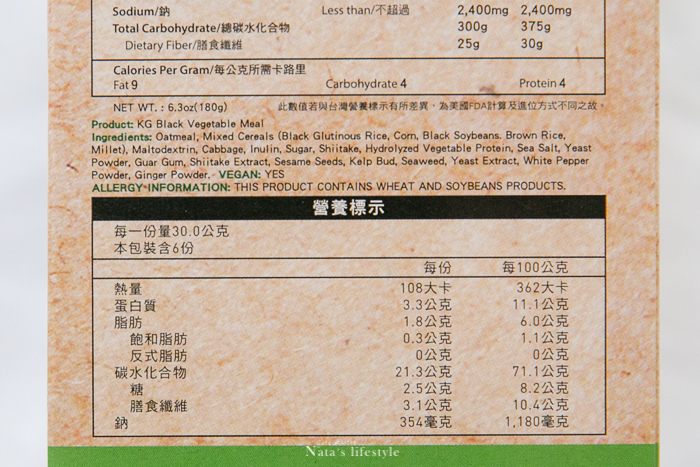 Sodium/鈉 Less than/不超過 2,400mg 2,400mg
Total Carbohydrate/總碳水化合物 300g 375g
Dietary Fiber/膳食纖維 25g 30g
Calories Per Gram/每公克所需卡路里
Fat 9 Carbohydrate 4 Protein 4
NET WT. : 6.3oz(180g) 此數值若與台灣營養標示有所差異，為美國FDA計算及進位方式不同之故。
Product: KG Black Vegetable Meal
Ingredients: Oatmeal, Mixed Cereals (Black Glutinous Rice, Corn, Black Soybeans. Brown Rice,
Millet), Maltodextrin, Cabbage, Inulin, Sugar, Shiitake, Hydrolyzed Vegetable Protein, Sea Salt, Yeast
Powder, Guar Gum, Shiitake Extract, Sesame Seeds, Kelp Bud, Seaweed, Yeast Extract, White Pepper
Powder, Ginger Powder. VEGAN: YES
ALLERGY INFORMATION: THIS PRODUCT CONTAINS WHEAT AND SOYBEANS PRODUCTS.
營養標示
每一份量30.0公克
本包裝含6份
每份 每100公克
熱量 108大卡 362大卡
蛋白質 3.3公克 11.1公克
脂肪 1.8公克 6.0公克
飽和脂肪 0.3公克 1.1公克
反式脂肪 0公克 0公克
碳水化合物 21.3公克 71.1公克
糖 2.5公克 8.2公克
膳食纖維 3.1公克 10.4公克
鈉 354毫克 1,180毫克
Nata's lifestyle